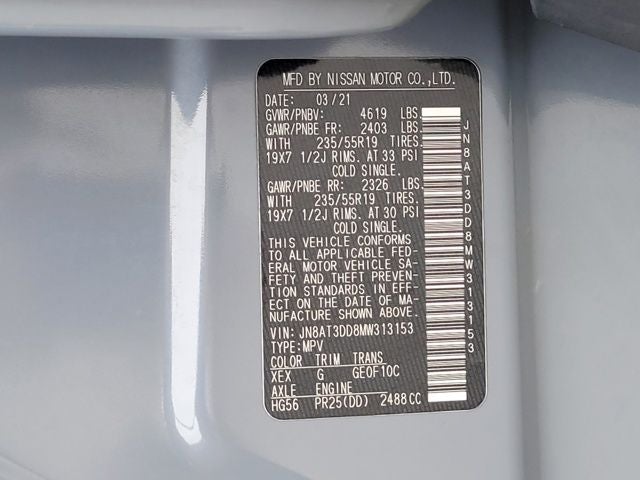 MFD BY NISSAN MOTOR CO.,LTD.
DATE: 03/21
GVWR/PNBV: 4619 LBS.
GAWR/PNBE FR: 2403 LBS.
WITH 235/55R19 TIRES.
19X7 1/2J RIMS. AT 33 PSI
COLD SINGLE.
GAWR/PNBE RR: 2326 LBS.
WITH 235/55R19 TIRES.
19X7 1/2J RIMS. AT 30 PSI
COLD SINGLE.
THIS VEHICLE CONFORMS
TO ALL APPLICABLE FED-
ERAL MOTOR VEHICLE SA-
FETY AND THEFT PREVEN-
TION STANDARDS IN EFF-
ECT ON THE DATE OF MA-
NUFACTURE SHOWN ABOVE.
VIN: JN8AT3DD8MW313153
TYPE:MPV
COLOR TRIM TRANS
XEX G GE0F10C
AXLE ENGINE
HG56 PR25(DD) 2488CC
JN8AT3DD8MW313153